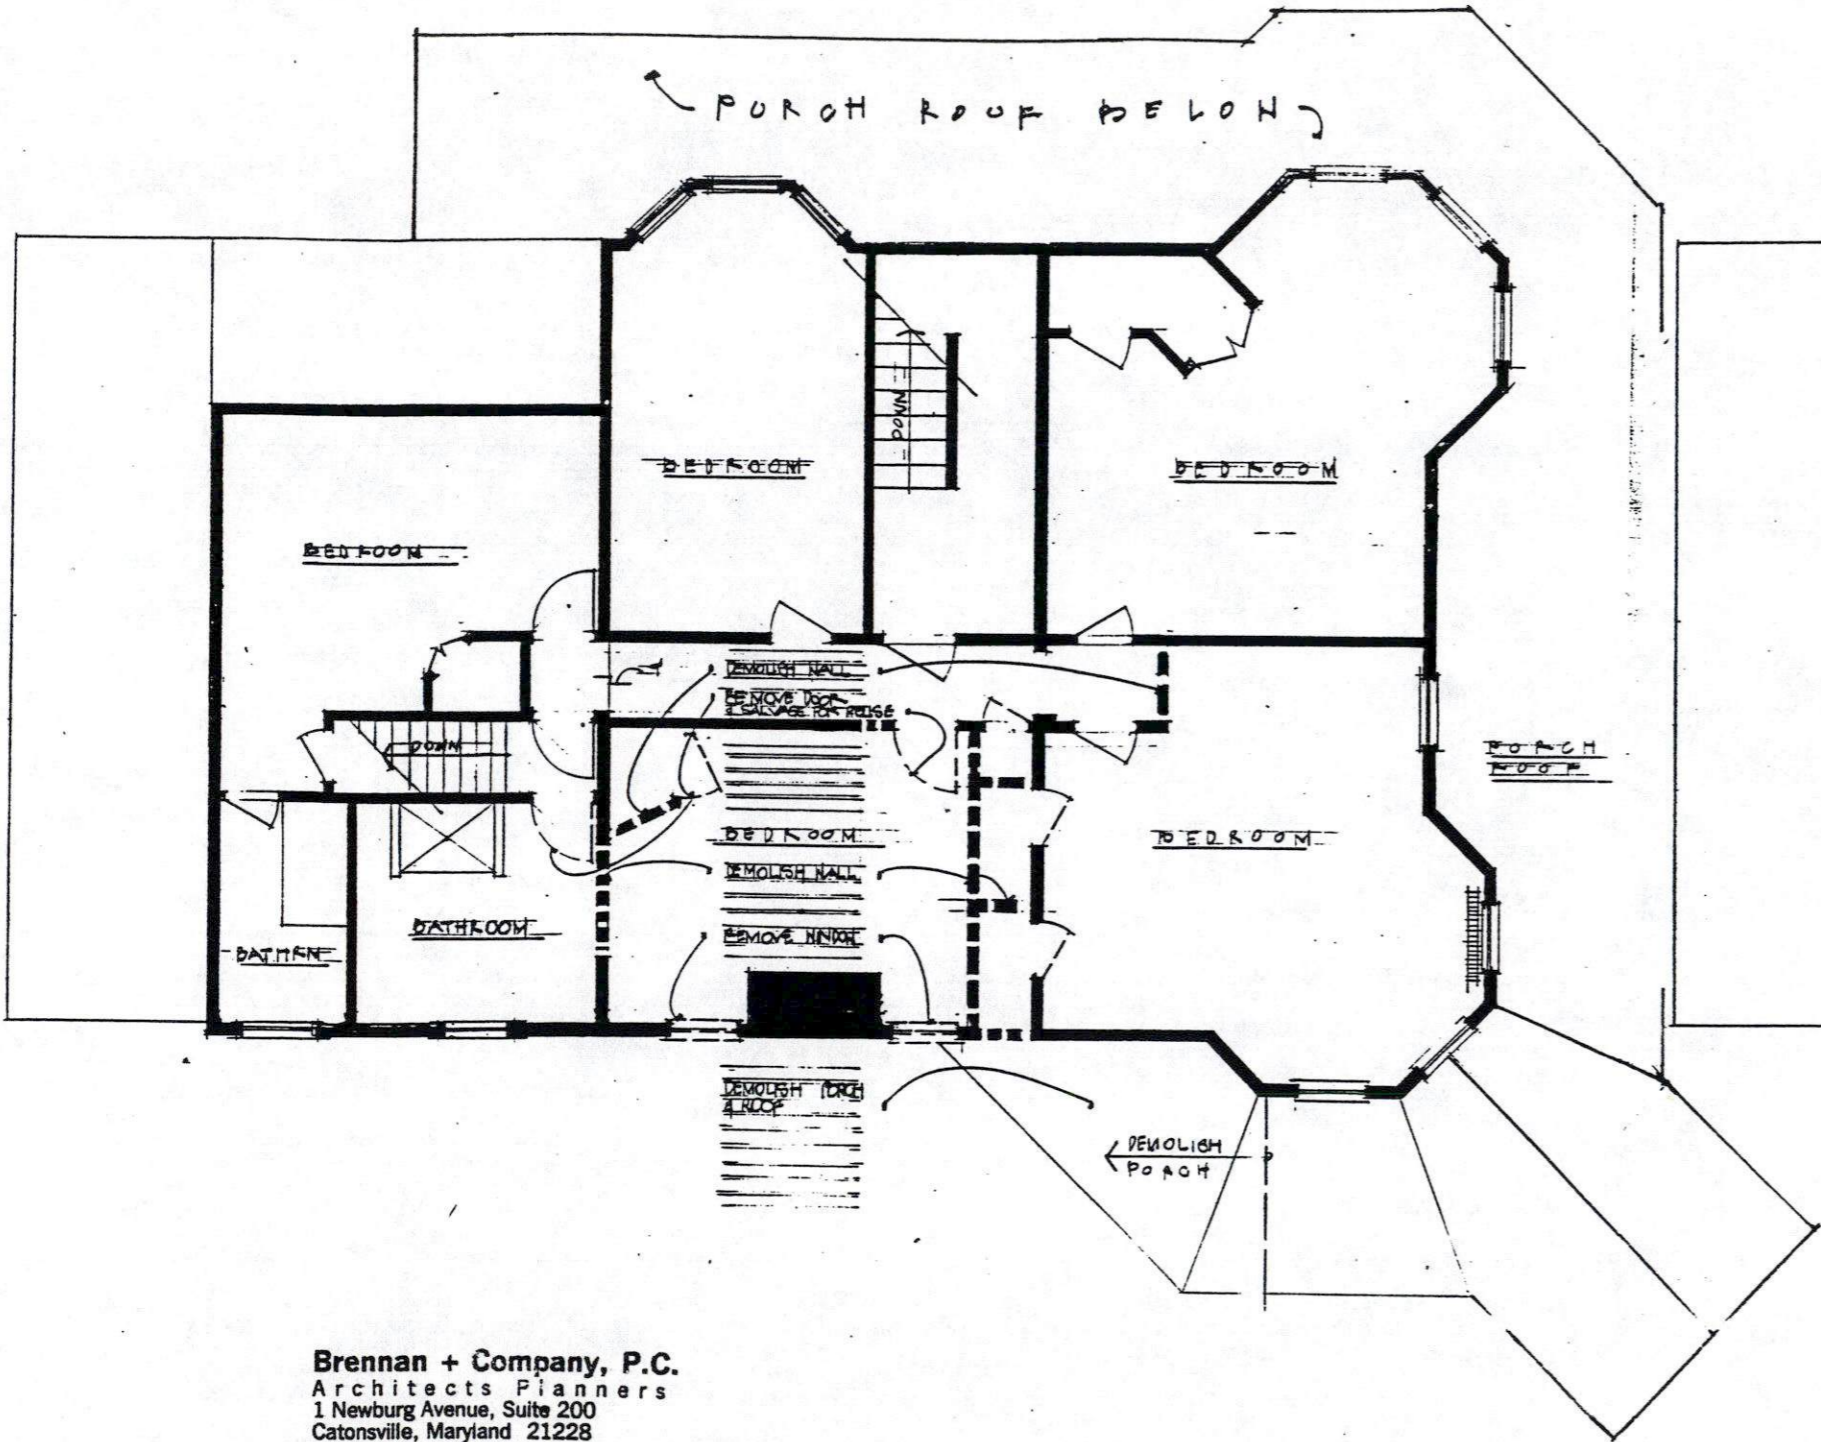 PORCH ROOF BELOW
BEDROOM
DOWN
BEDROOM
BEDROOM
DEMOLISH WALL
REMOVE DOOR
& SALVAGE FOR REUSE
DOWN
PORCH
ROOF
BEDROOM
BEDROOM
DEMOLISH WALL
BATHROOM
REMOVE WINDOW
BATHRM
DEMOLISH PORCH
& ROOF
DEMOLISH
PORCH
Brennan + Company, P.C.
Architects Planners
1 Newburg Avenue, Suite 200
Catonsville, Maryland 21228